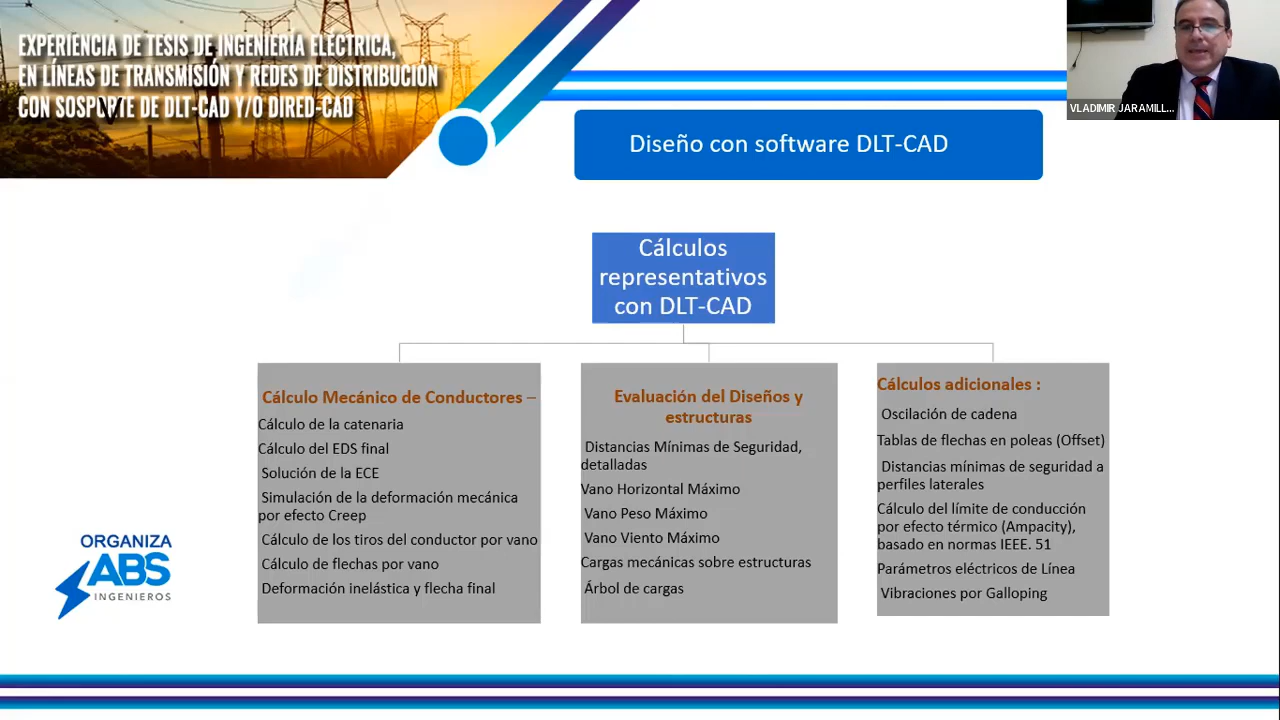 EXPERIENCIA DE TESIS DE INGENIERÍA ELÉCTRICA,
EN LÍNEAS DE TRANSMISIÓN Y REDES DE DISTRIBUCIÓN
CON SOSPORTE DE DLT-CAD Y/O DIRED-CAD
VLADIMIR JARAMILL...
Diseño con software DLT-CAD
Cálculos
representativos
con DLT-CAD
Cálculo Mecánico de Conductores –
Cálculo de la catenaria
Cálculo del EDS final
Solución de la ECE
Simulación de la deformación mecánica
por efecto Creep
Cálculo de los tiros del conductor por vano
Cálculo de flechas por vano
Deformación inelástica y flecha final
Evaluación del Diseños y
estructuras
Distancias Mínimas de Seguridad,
detalladas
Vano Horizontal Máximo
Vano Peso Máximo
Vano Viento Máximo
Cargas mecánicas sobre estructuras
Árbol de cargas
Cálculos adicionales :
Oscilación de cadena
Tablas de flechas en poleas (Offset)
Distancias mínimas de seguridad a
perfiles laterales
Cálculo del límite de conducción
por efecto térmico (Ampacity),
basado en normas IEEE. 51
Parámetros eléctricos de Línea
Vibraciones por Galloping
ORGANIZA
ABS
INGENIEROS